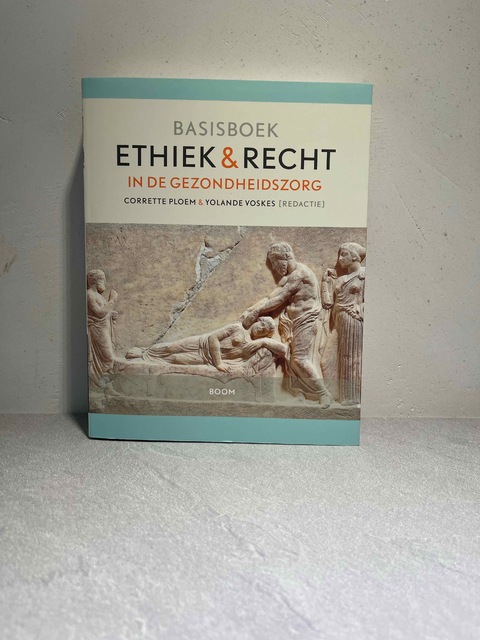 BASISBOEK
ETHIEK & RECHT
IN DE GEZONDHEIDSZORG
CORRETTE PLOEM & YOLANDE VOSKES [REDACTIE]
BOOM